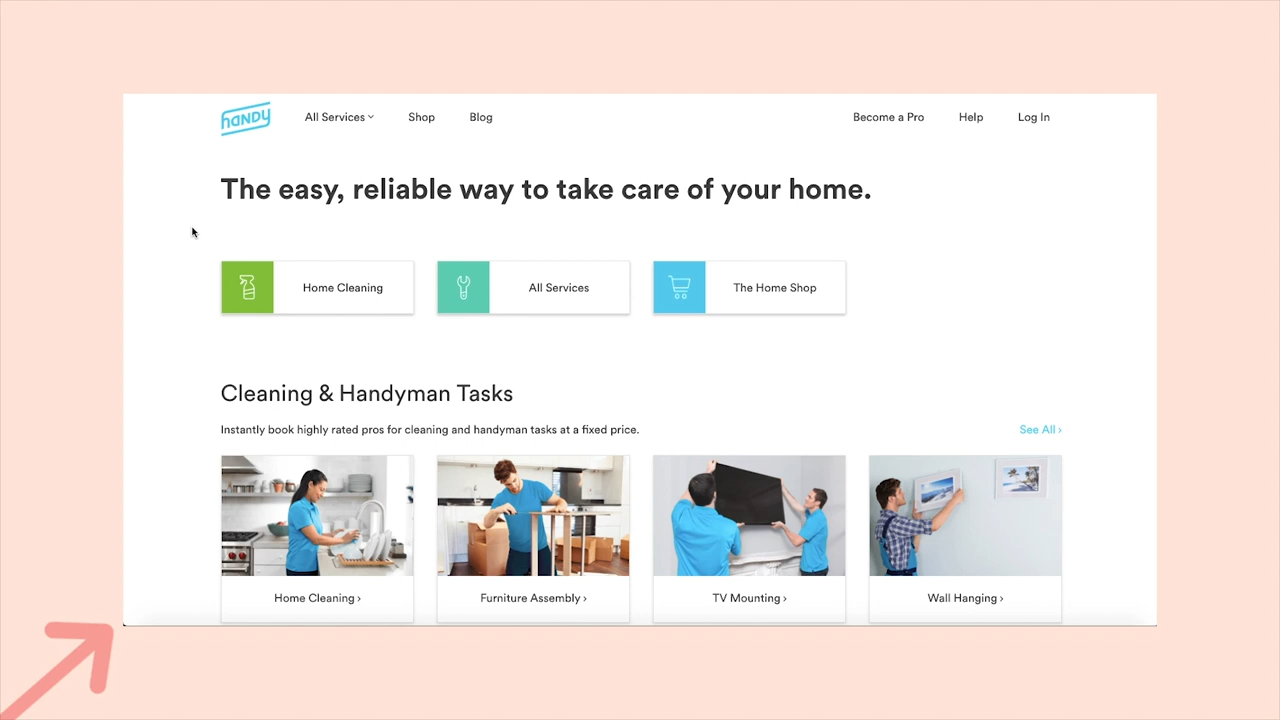 handy
All Services
Shop
Blog
Become a Pro
Help
Log In
The easy, reliable way to take care of your home.
Home Cleaning
All Services
The Home Shop
Cleaning & Handyman Tasks
Instantly book highly rated pros for cleaning and handyman tasks at a fixed price.
See All ›
Home Cleaning ›
Furniture Assembly ›
TV Mounting ›
Wall Hanging ›